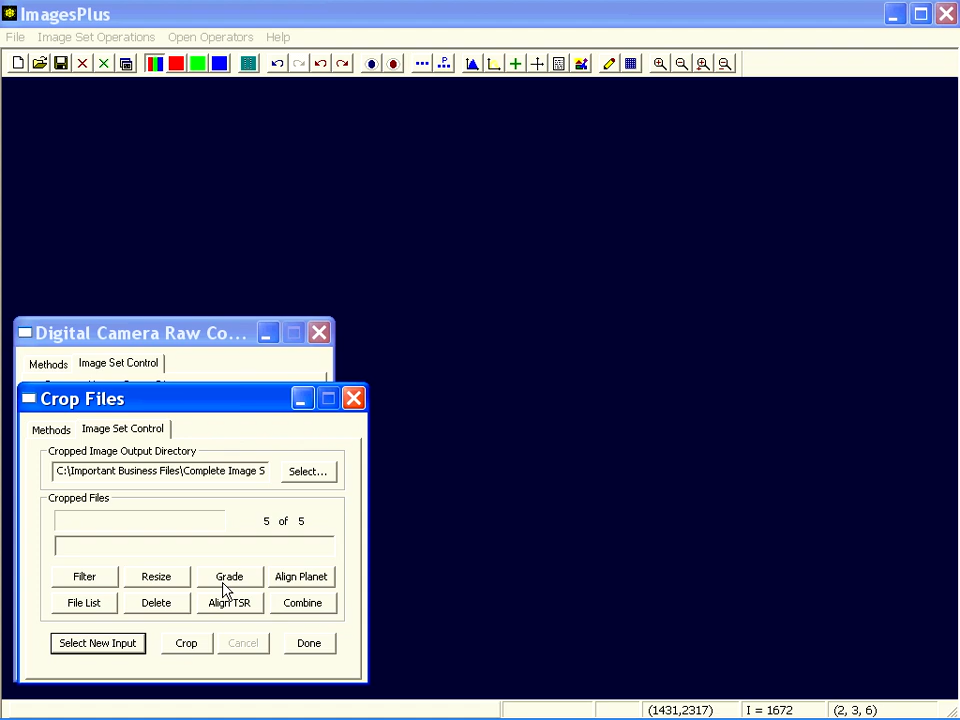 ImagesPlus
File Image Set Operations Open Operators Help
P
Digital Camera Raw Co...
Methods Image Set Control
Crop Files
Methods Image Set Control
Cropped Image Output Directory
C:\Important Business Files\Complete Image S Select...
Cropped Files
5 of 5
Filter Resize Grade Align Planet
File List Delete Align TSR Combine
Select New Input Crop Cancel Done
(1431,2317) I = 1672 (2, 3, 6)